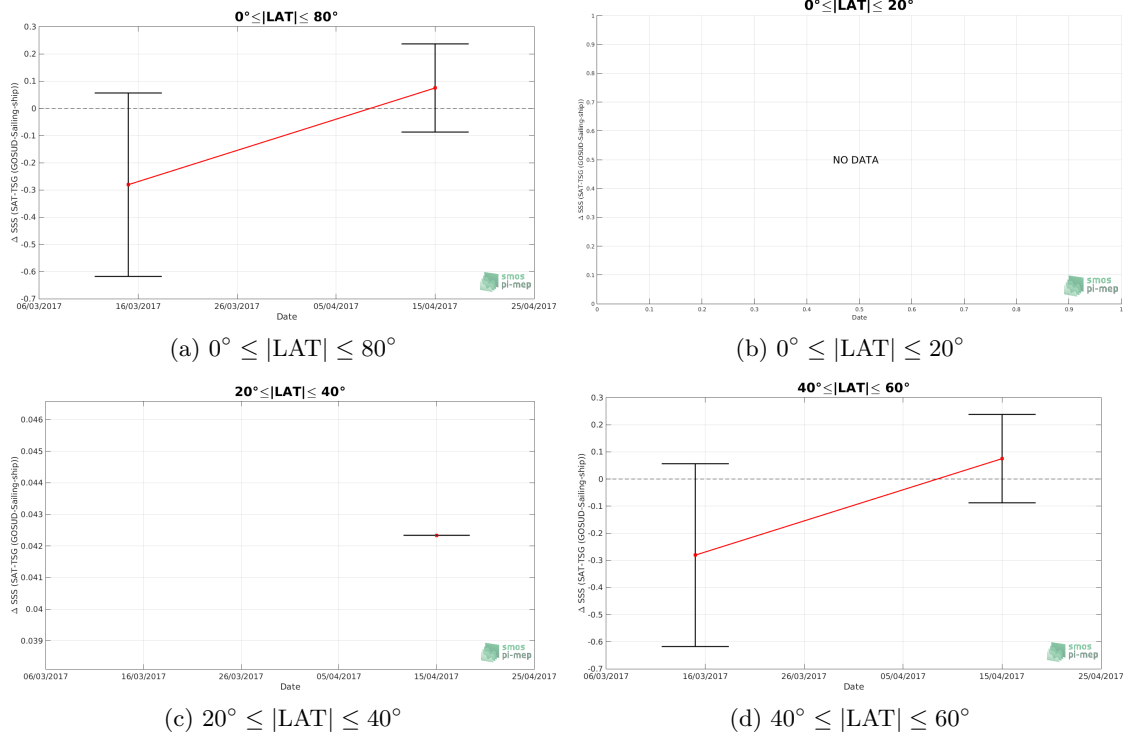 0°≤|LAT|≤ 80°
0.3
0.2
0.1
0
-0.1
-0.2
-0.3
-0.4
-0.5
-0.6
-0.7
Δ SSS (SAT-TSG (GOSUD-Sailing-ship))
06/03/2017 16/03/2017 26/03/2017 05/04/2017 15/04/2017 25/04/2017
Date
smos
pi-mep
(a) 0° ≤ |LAT| ≤ 80°
0°≤|LAT|≤ 20°
1
0.9
0.8
0.7
0.6
0.5
0.4
0.3
0.2
0.1
0
Δ SSS (SAT-TSG (GOSUD-Sailing-ship))
NO DATA
0 0.1 0.2 0.3 0.4 0.5 0.6 0.7 0.8 0.9 1
Date
smos
pi-mep
(b) 0° ≤ |LAT| ≤ 20°
20°≤|LAT|≤ 40°
0.046
0.045
0.044
0.043
0.042
0.041
0.04
0.039
Δ SSS (SAT-TSG (GOSUD-Sailing-ship))
06/03/2017 16/03/2017 26/03/2017 05/04/2017 15/04/2017 25/04/2017
Date
smos
pi-mep
(c) 20° ≤ |LAT| ≤ 40°
40°≤|LAT|≤ 60°
0.3
0.2
0.1
0
-0.1
-0.2
-0.3
-0.4
-0.5
-0.6
-0.7
Δ SSS (SAT-TSG (GOSUD-Sailing-ship))
06/03/2017 16/03/2017 26/03/2017 05/04/2017 15/04/2017 25/04/2017
Date
smos
pi-mep
(d) 40° ≤ |LAT| ≤ 60°